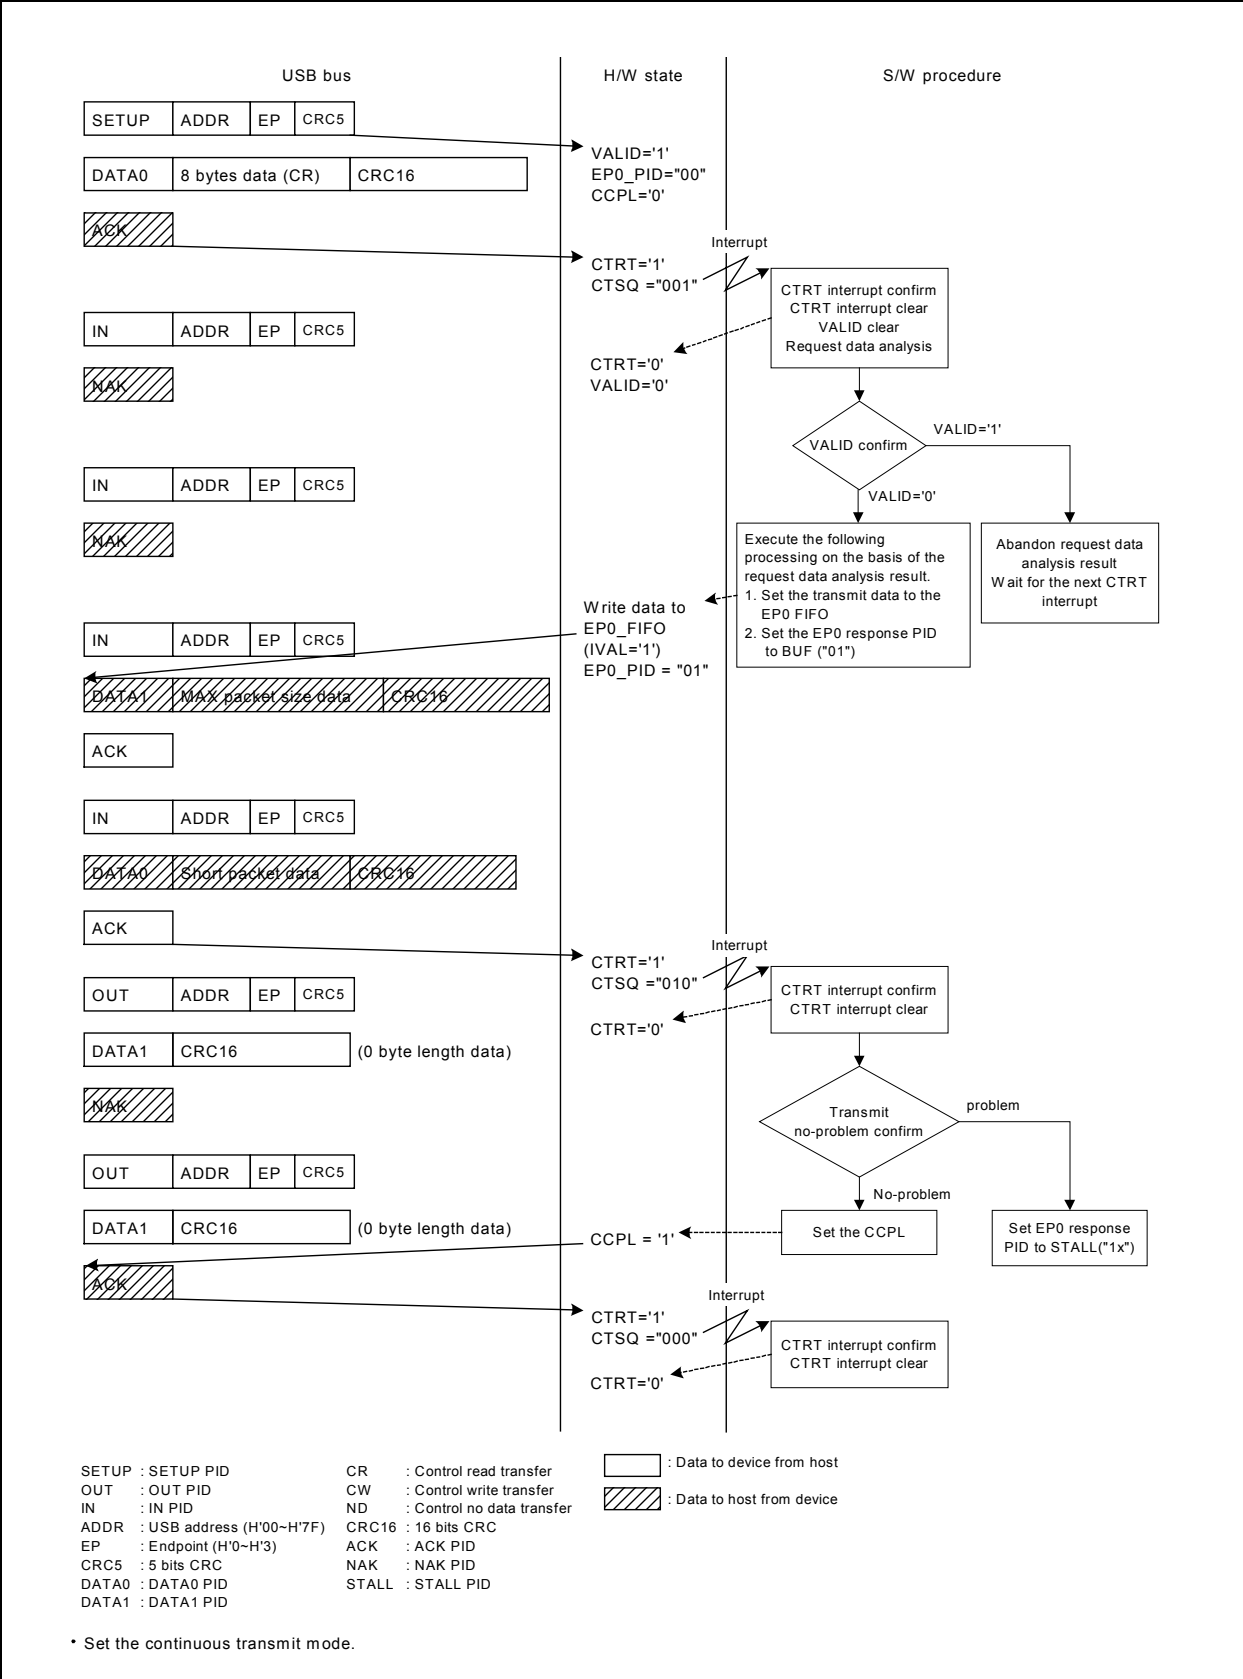 USB bus
H/W state
S/W procedure
SETUP ADDR EP CRC5
VALID='1'
EP0_PID="00"
CCPL='0'
DATA0 8 bytes data (CR) CRC16
ACK
Interrupt
CTRT='1'
CTSQ ="001"
CTRT interrupt confirm
CTRT interrupt clear
VALID clear
Request data analysis
IN ADDR EP CRC5
CTRT='0'
VALID='0'
NAK
VALID confirm
VALID='1'
VALID='0'
IN ADDR EP CRC5
NAK
Execute the following
processing on the basis of the
request data analysis result.
1. Set the transmit data to the
EP0 FIFO
2. Set the EP0 response PID
to BUF ("01")
Abandon request data
analysis result
Wait for the next CTRT
interrupt
Write data to
EP0_FIFO
(IVAL='1')
EP0_PID = "01"
IN ADDR EP CRC5
DATA1 MAX packet size data CRC16
ACK
IN ADDR EP CRC5
DATA0 Short packet data CRC16
ACK
Interrupt
CTRT='1'
CTSQ ="010"
CTRT interrupt confirm
CTRT interrupt clear
OUT ADDR EP CRC5
CTRT='0'
DATA1 CRC16 (0 byte length data)
NAK
Transmit
no-problem confirm
problem
No-problem
OUT ADDR EP CRC5
DATA1 CRC16 (0 byte length data)
CCPL = '1'
Set the CCPL
Set EP0 response
PID to STALL("1x")
ACK
Interrupt
CTRT='1'
CTSQ ="000"
CTRT interrupt confirm
CTRT interrupt clear
CTRT='0'
SETUP : SETUP PID
OUT : OUT PID
IN : IN PID
ADDR : USB address (H'00~H'7F)
EP : Endpoint (H'0~H'3)
CRC5 : 5 bits CRC
DATA0 : DATA0 PID
DATA1 : DATA1 PID
CR : Control read transfer
CW : Control write transfer
ND : Control no data transfer
CRC16 : 16 bits CRC
ACK : ACK PID
NAK : NAK PID
STALL : STALL PID
: Data to device from host
: Data to host from device
• Set the continuous transmit mode.